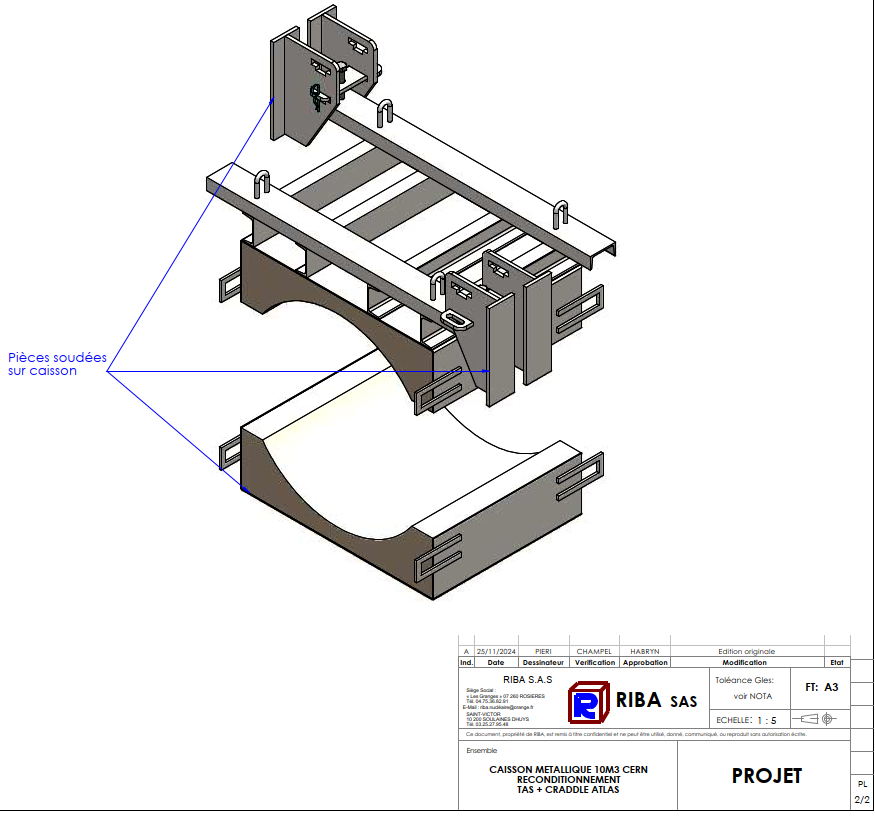 Pièces soudées
sur caisson
A 25/11/2024 PIERI CHAMPEL HABRYN Edition originale
Ind. Date Dessinateur Verification Approbation Modification Etat
RIBA S.A.S
Siège Social :
« Les Granges » 07 260 ROSIERES
Tél. 04.75.36.82.91
E-Mail : riba.nucléaire@orange.fr
SAINT-VICTOR
10 200 SOULAINES DHUYS
Tél. 03.25.27.95.48
RIBA SAS
Toléance Gles:
voir NOTA
FT: A3
ECHELLE: 1 : 5
Ce document, propriété de RIBA, est remis à titre confidentiel et ne peut être utilisé, donné, communiqué, ou reproduit sans autorisation écrite.
Ensemble
CAISSON METALLIQUE 10M3 CERN
RECONDITIONNEMENT
TAS + CRADDLE ATLAS
PROJET
PL
2/2